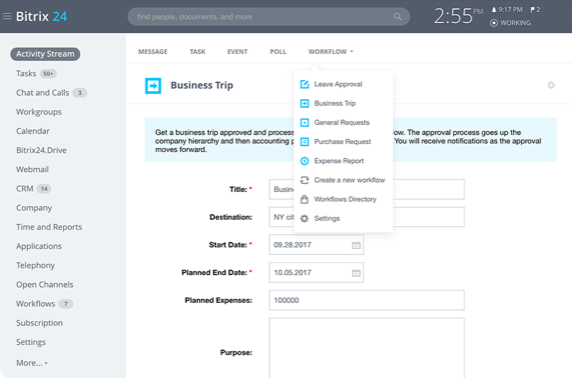 Bitrix 24
find people, documents, and more
2:55 PM
9:17 PM
2
WORKING
Activity Stream
Tasks 50+
Chat and Calls 3
Workgroups
Calendar
Bitrix24.Drive
Webmail
CRM 14
Company
Time and Reports
Applications
Telephony
Open Channels
Workflows 7
Subscription
Settings
More...
MESSAGE TASK EVENT POLL WORKFLOW
Business Trip
Leave Approval
Business Trip
General Requests
Purchase Request
Expense Report
Create a new workflow
Workflows Directory
Settings
Get a business trip approved and process ow. The approval process goes up the
company hierarchy and then accounting p You will receive notifications as the approval
moves forward.
Title: * Busin
Destination: NY cit
Start Date: * 09.28.2017
Planned End Date: * 10.05.2017
Planned Expenses: 100000
Purpose: